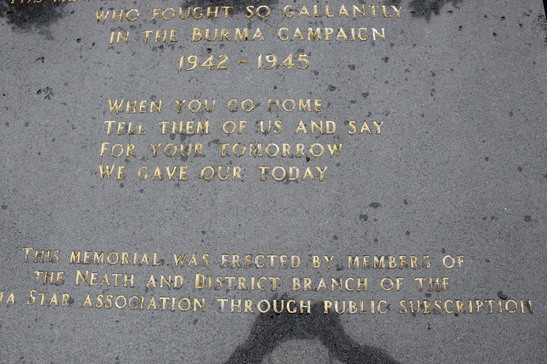 WHO FOUGHT SO GALLANTLY
IN THE BURMA CAMPAIGN
1942 - 1945
WHEN YOU GO HOME
TELL THEM OF US AND SAY
FOR YOUR TOMORROW
WE GAVE OUR TODAY
THIS MEMORIAL WAS ERECTED BY MEMBERS OF
THE NEATH AND DISTRICT BRANCH OF THE
STAR ASSOCIATION THROUGH PUBLIC SUBSCRIPTION